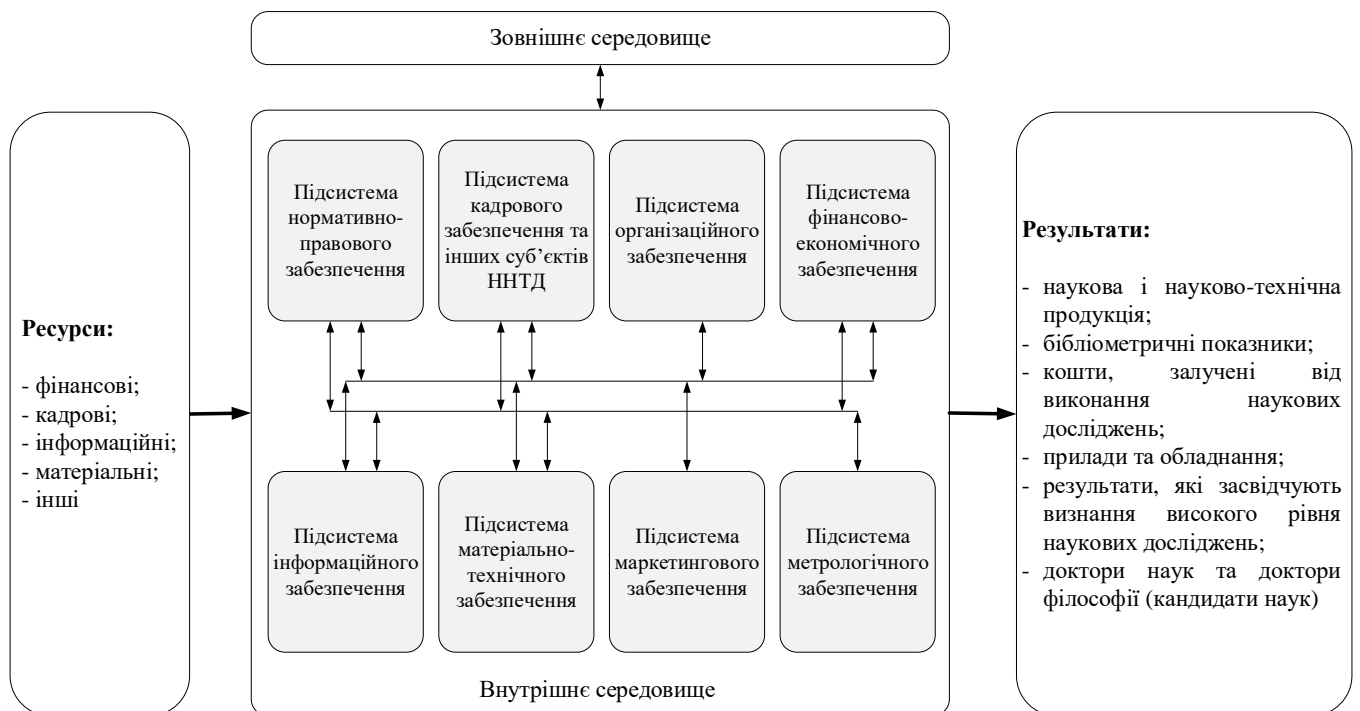 Зовнішнє середовище
Ресурси:
- фінансові;
- кадрові;
- інформаційні;
- матеріальні;
- інші
Підсистема
нормативно-
правового
забезпечення
Підсистема
кадрового
забезпечення та
інших суб’єктів
ННТД
Підсистема
організаційного
забезпечення
Підсистема
фінансово-
економічного
забезпечення
Підсистема
інформаційного
забезпечення
Підсистема
матеріально-
технічного
забезпечення
Підсистема
маркетингового
забезпечення
Підсистема
метрологічного
забезпечення
Внутрішнє середовище
Результати:
- наукова і науково-технічна
продукція;
- бібліометричні показники;
- кошти, залучені від
виконання наукових
досліджень;
- прилади та обладнання;
- результати, які засвідчують
визнання високого рівня
наукових досліджень;
- доктори наук та доктори
філософії (кандидати наук)